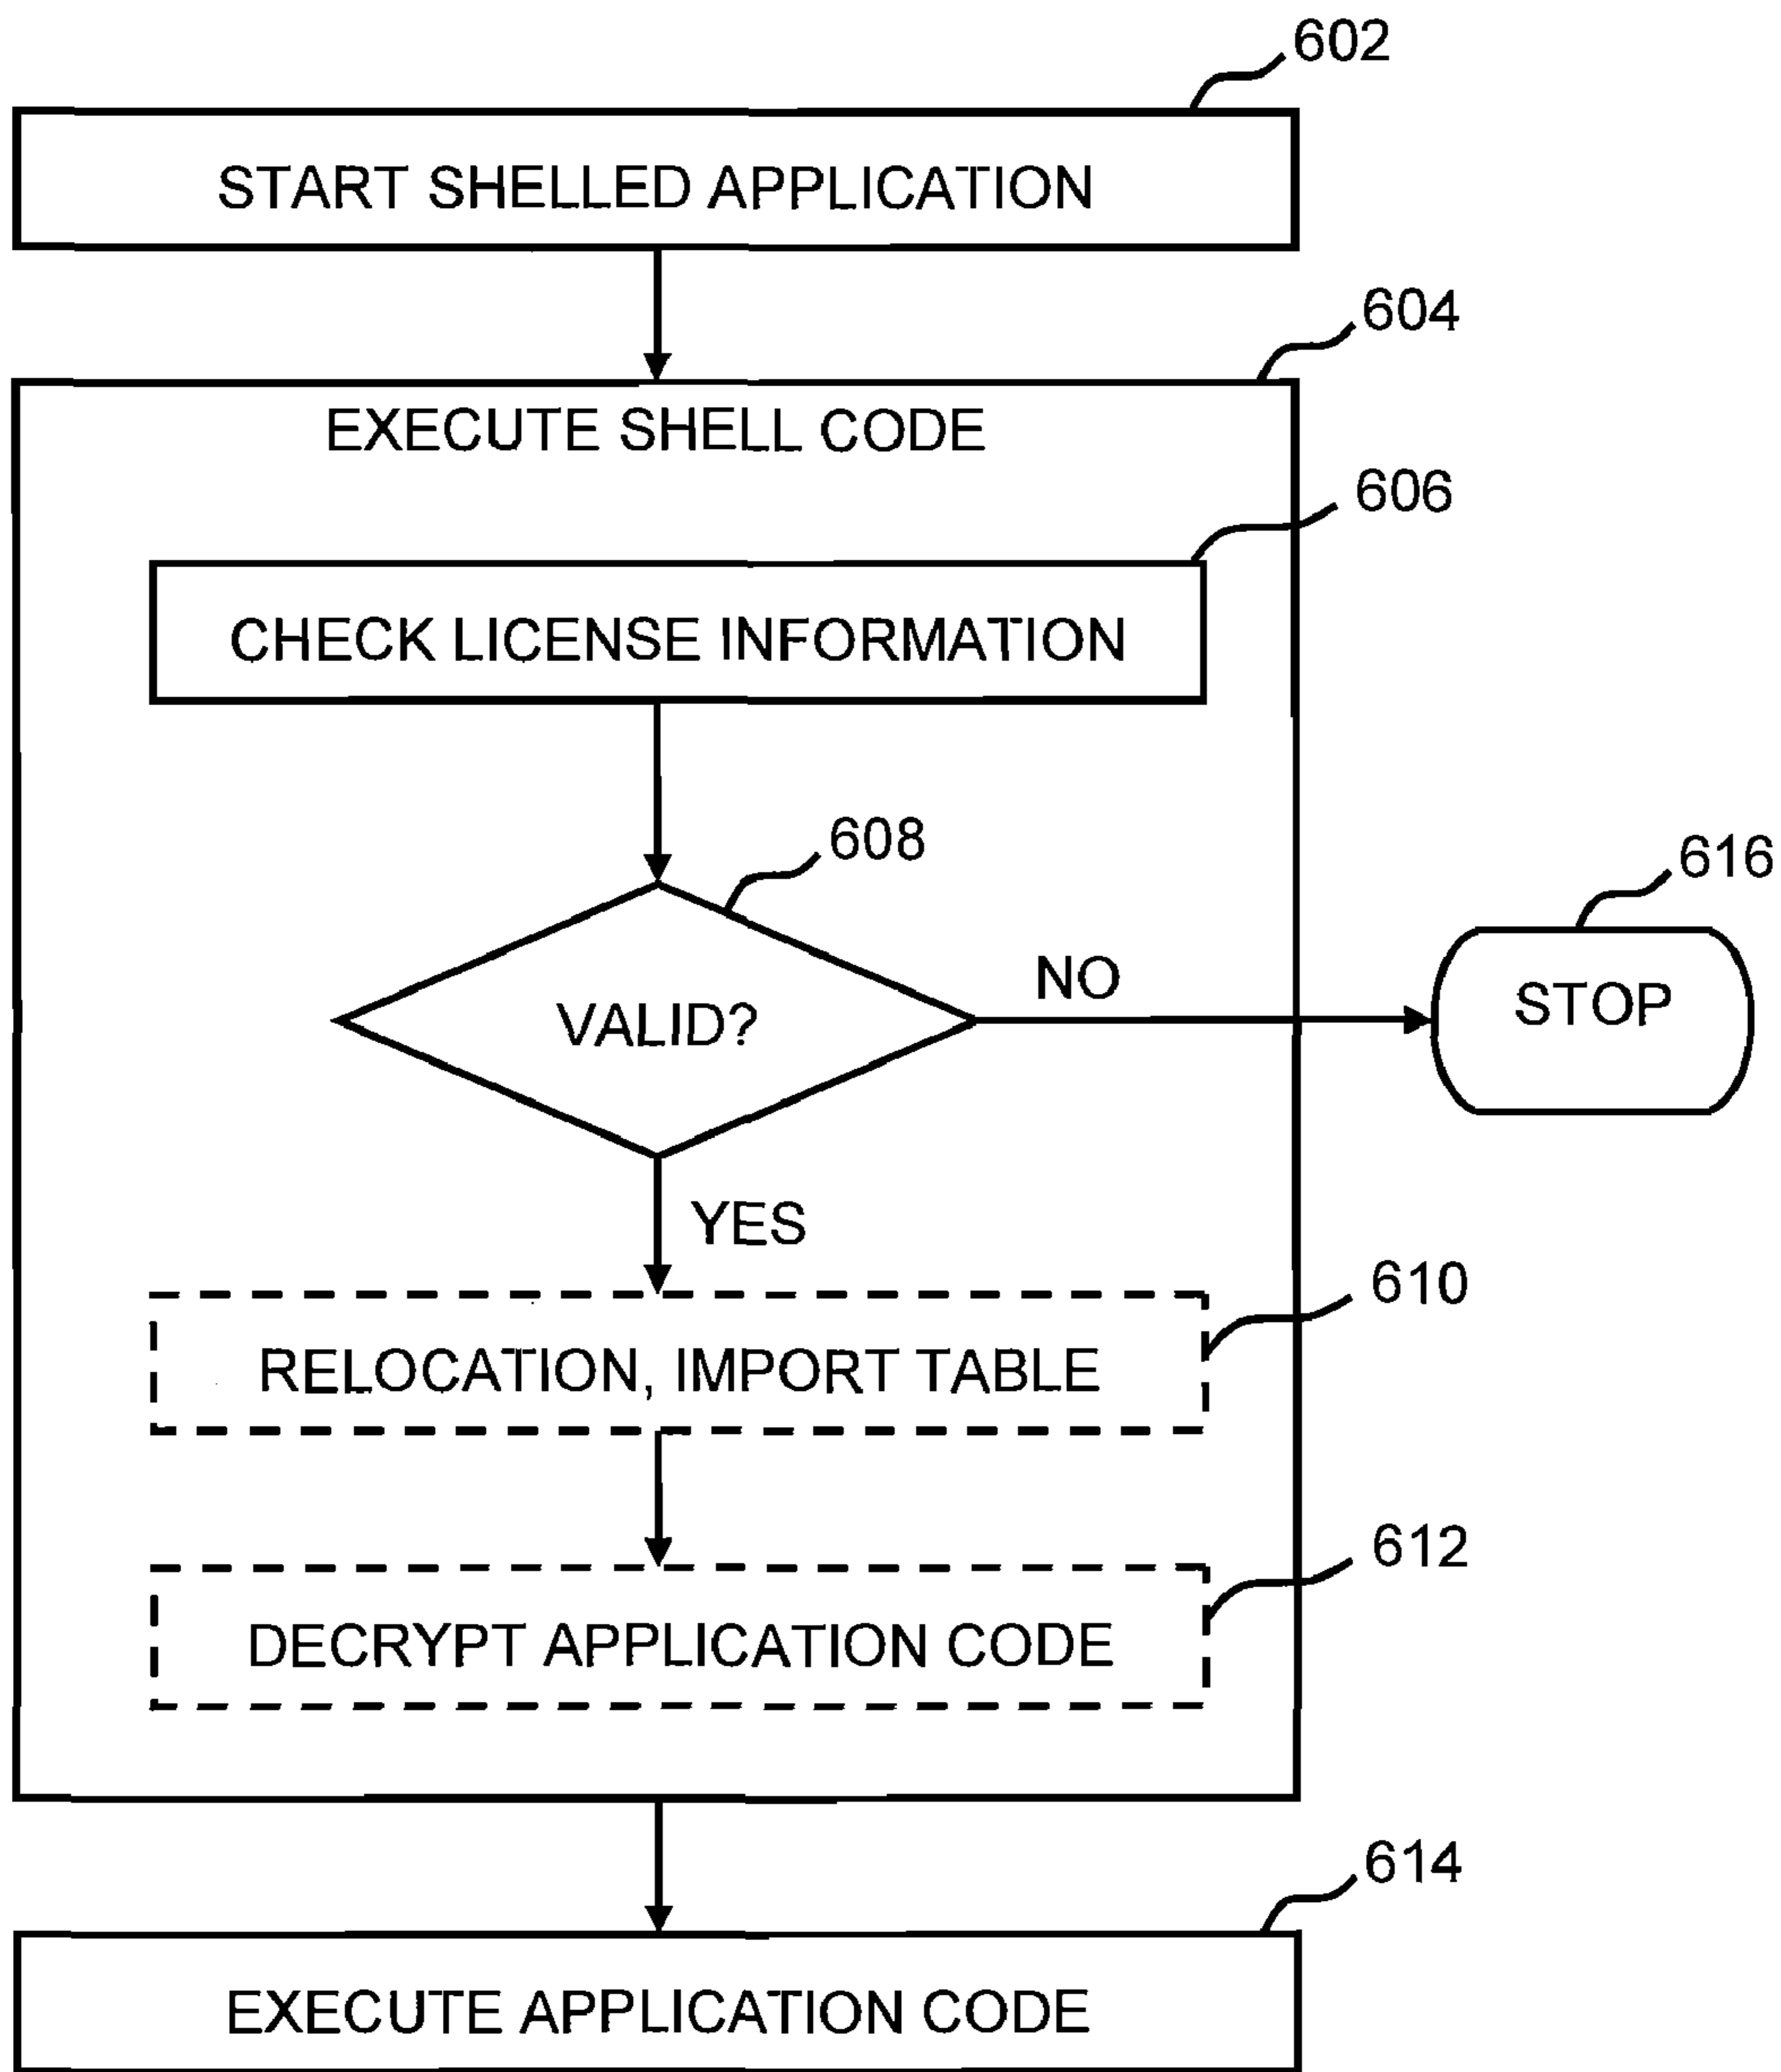 602
START SHELLED APPLICATION
604
EXECUTE SHELL CODE
606
CHECK LICENSE INFORMATION
608
616
VALID?
NO
STOP
YES
610
RELOCATION, IMPORT TABLE
612
DECRYPT APPLICATION CODE
614
EXECUTE APPLICATION CODE